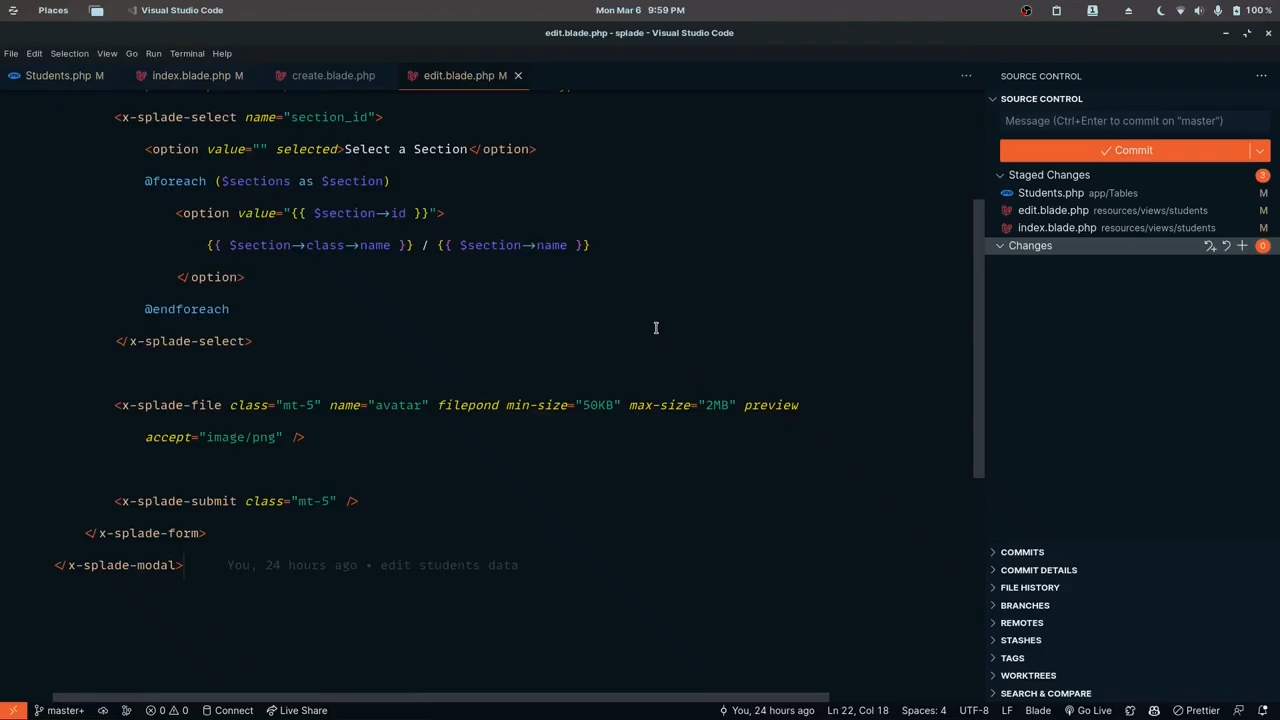 Places
Visual Studio Code
Mon Mar 6 9:59 PM
100 %
edit.blade.php - splade - Visual Studio Code
File Edit Selection View Go Run Terminal Help
Students.php M
index.blade.php M
create.blade.php
edit.blade.php M
<x-splade-select name="section_id">
<option value="" selected>Select a Section</option>
@foreach ($sections as $section)
<option value="{{ $section->id }}">
{{ $section->class->name }} / {{ $section->name }}
</option>
@endforeach
</x-splade-select>
<x-splade-file class="mt-5" name="avatar" filepond min-size="50KB" max-size="2MB" preview
accept="image/png" />
<x-splade-submit class="mt-5" />
</x-splade-form>
</x-splade-modal> You, 24 hours ago • edit students data
SOURCE CONTROL
SOURCE CONTROL
Message (Ctrl+Enter to commit on "master")
Commit
Staged Changes 3
Students.php app/Tables M
edit.blade.php resources/views/students M
index.blade.php resources/views/students M
Changes 0
COMMITS
COMMIT DETAILS
FILE HISTORY
BRANCHES
REMOTES
STASHES
TAGS
WORKTREES
SEARCH & COMPARE
master+ 0 0 Connect Live Share You, 24 hours ago Ln 22, Col 18 Spaces: 4 UTF-8 LF Blade Go Live Prettier